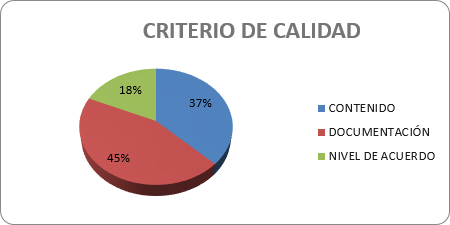 CRITERIO DE CALIDAD
18%
37%
45%
CONTENIDO
DOCUMENTACIÓN
NIVEL DE ACUERDO